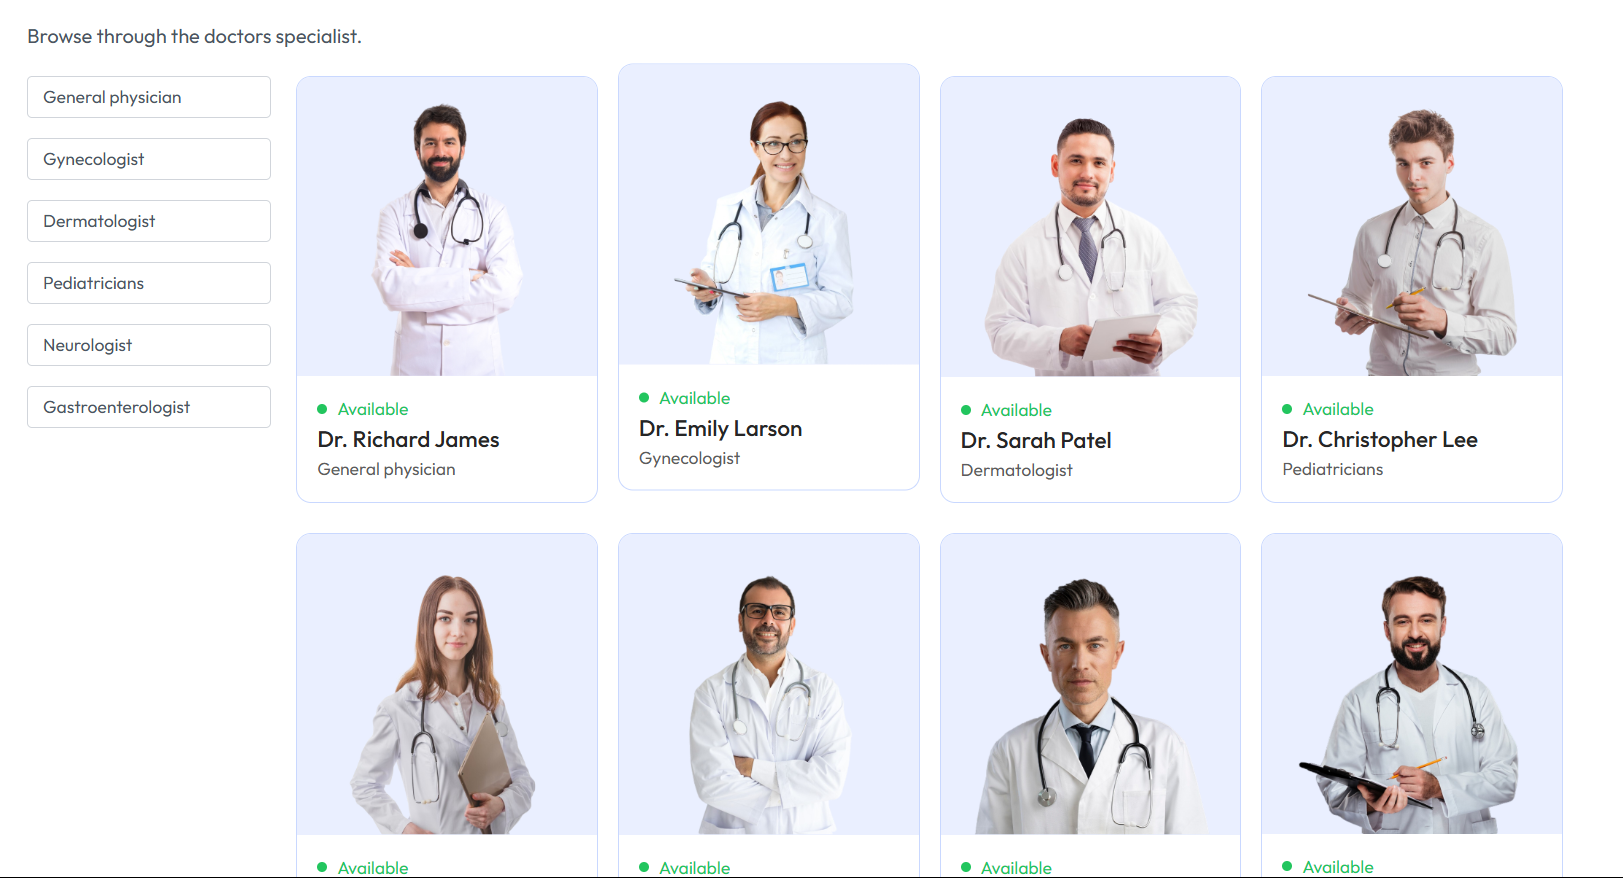 Browse through the doctors specialist.
General physician
Gynecologist
Dermatologist
Pediatricians
Neurologist
Gastroenterologist
Available
Dr. Richard James
General physician
Available
Dr. Emily Larson
Gynecologist
Available
Dr. Sarah Patel
Dermatologist
Available
Dr. Christopher Lee
Pediatricians
Available
Available
Available
Available